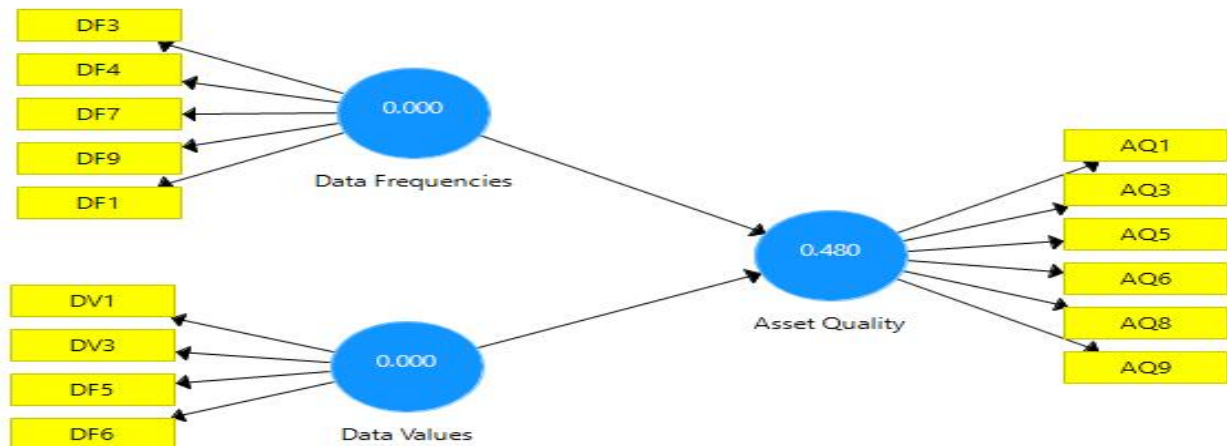 DF3
DF4
DF7
DF9
DF1
0.000
Data Frequencies
DV1
DV3
DF5
DF6
0.000
Data Values
0.480
Asset Quality
AQ1
AQ3
AQ5
AQ6
AQ8
AQ9